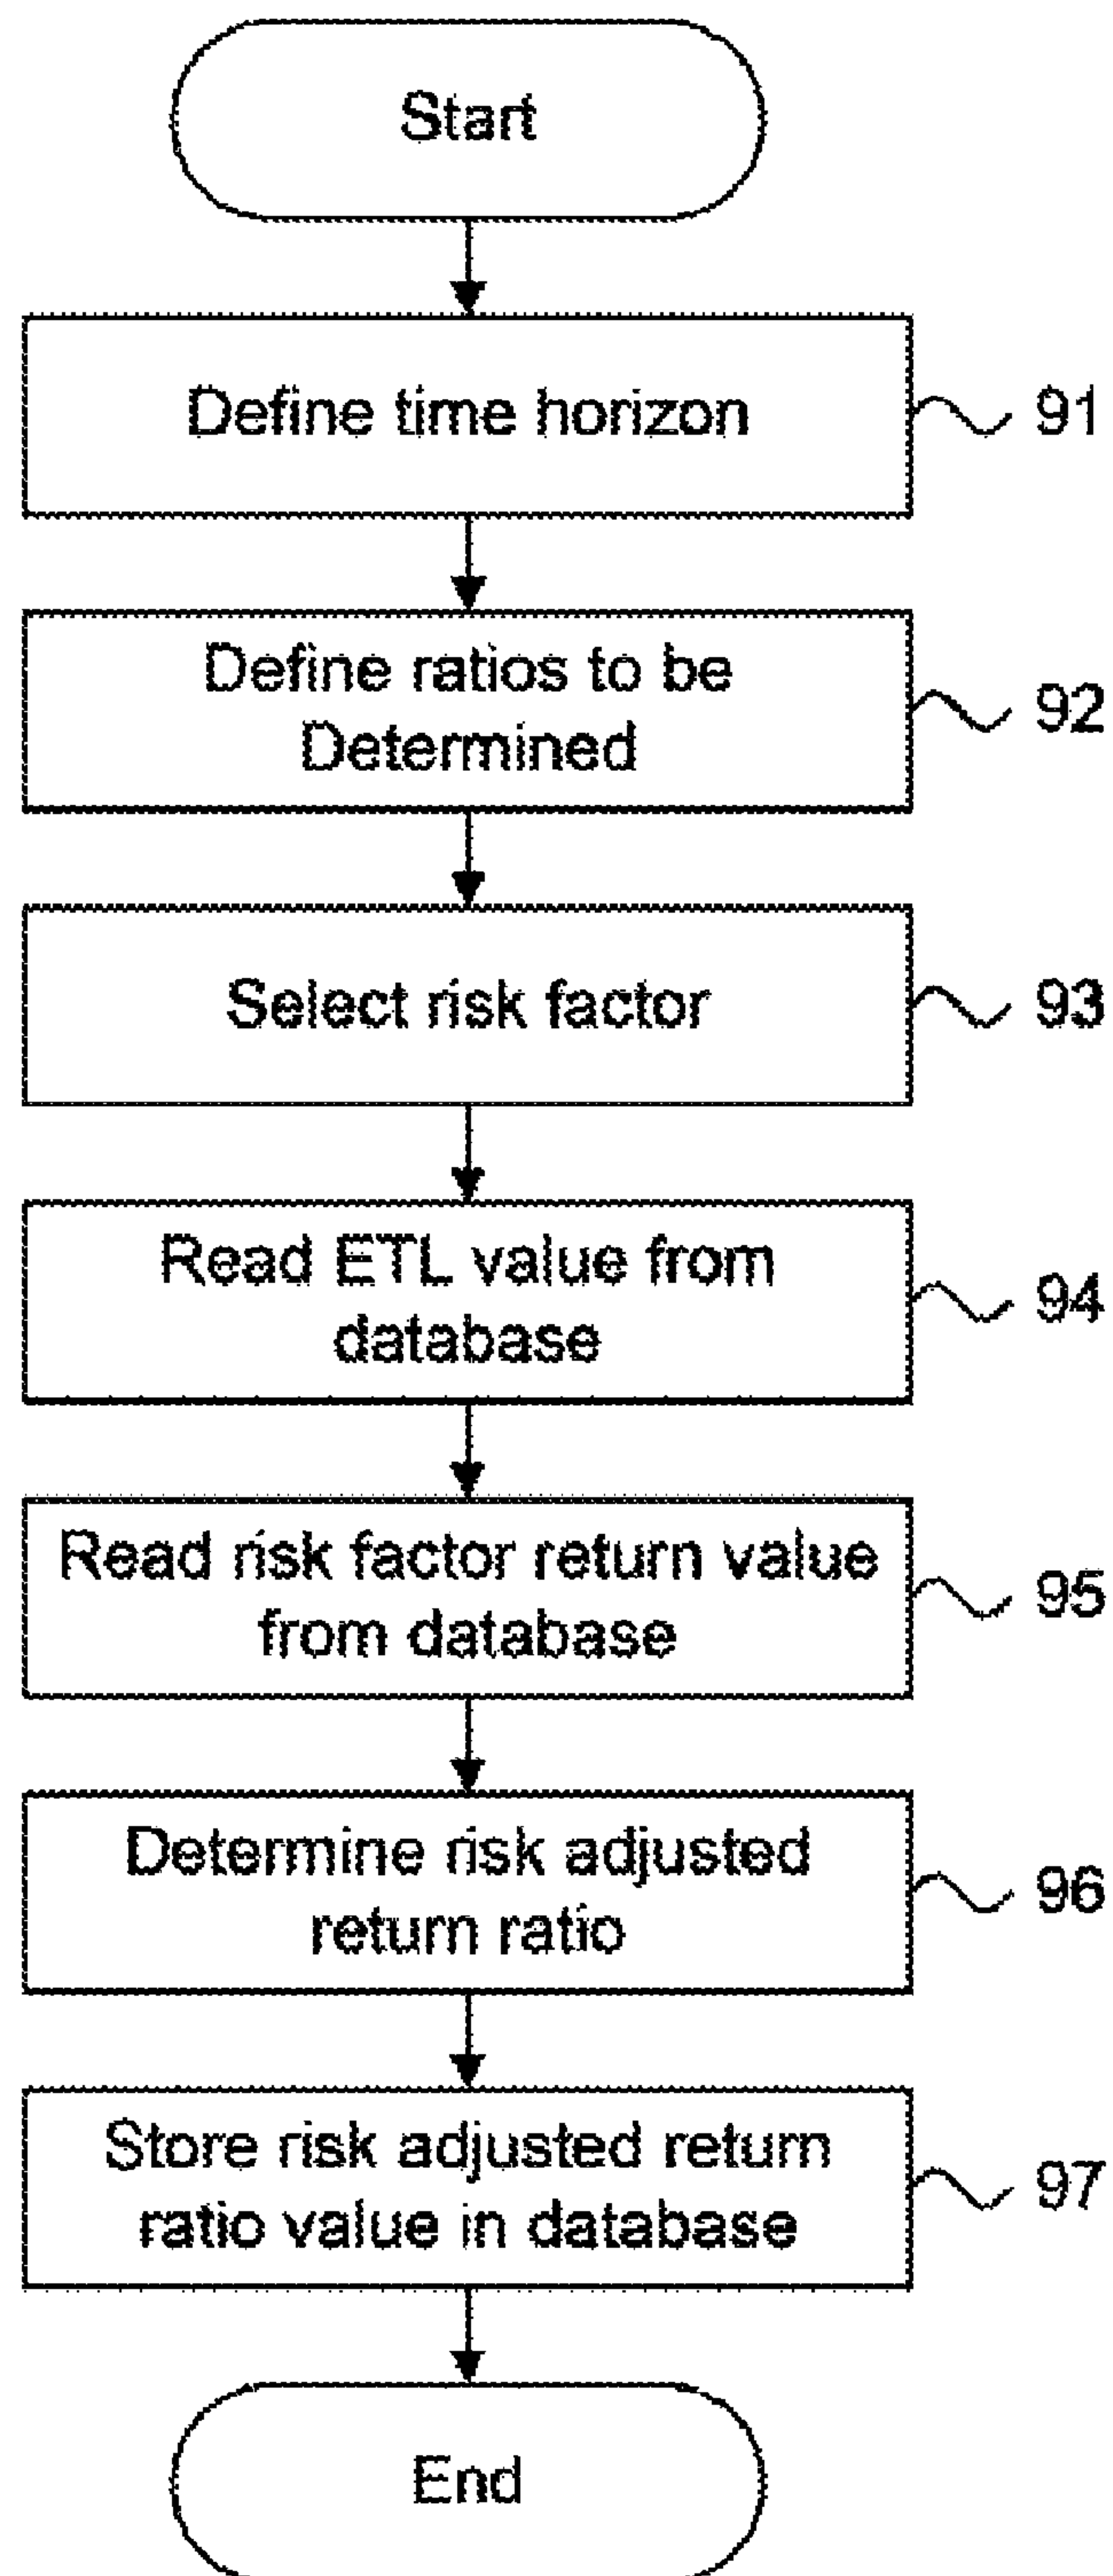 Start
Define time horizon
91
Define ratios to be
Determined
92
Select risk factor
93
Read ETL value from
database
94
Read risk factor return value
from database
95
Determine risk adjusted
return ratio
96
Store risk adjusted return
ratio value in database
97
End